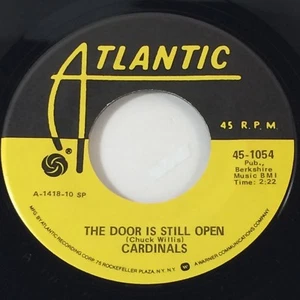 ATLANTIC
45 R.P.M.
45-1054
Pub.,
Berkshire
Music BMI
Time: 2:22
A-1418-10 SP
THE DOOR IS STILL OPEN
(Chuck Willis)
CARDINALS
MFG. BY ATLANTIC RECORDING CORP. 75 ROCKEFELLER PLAZA, N.Y. N.Y. A WARNER COMMUNICATIONS COMPANY